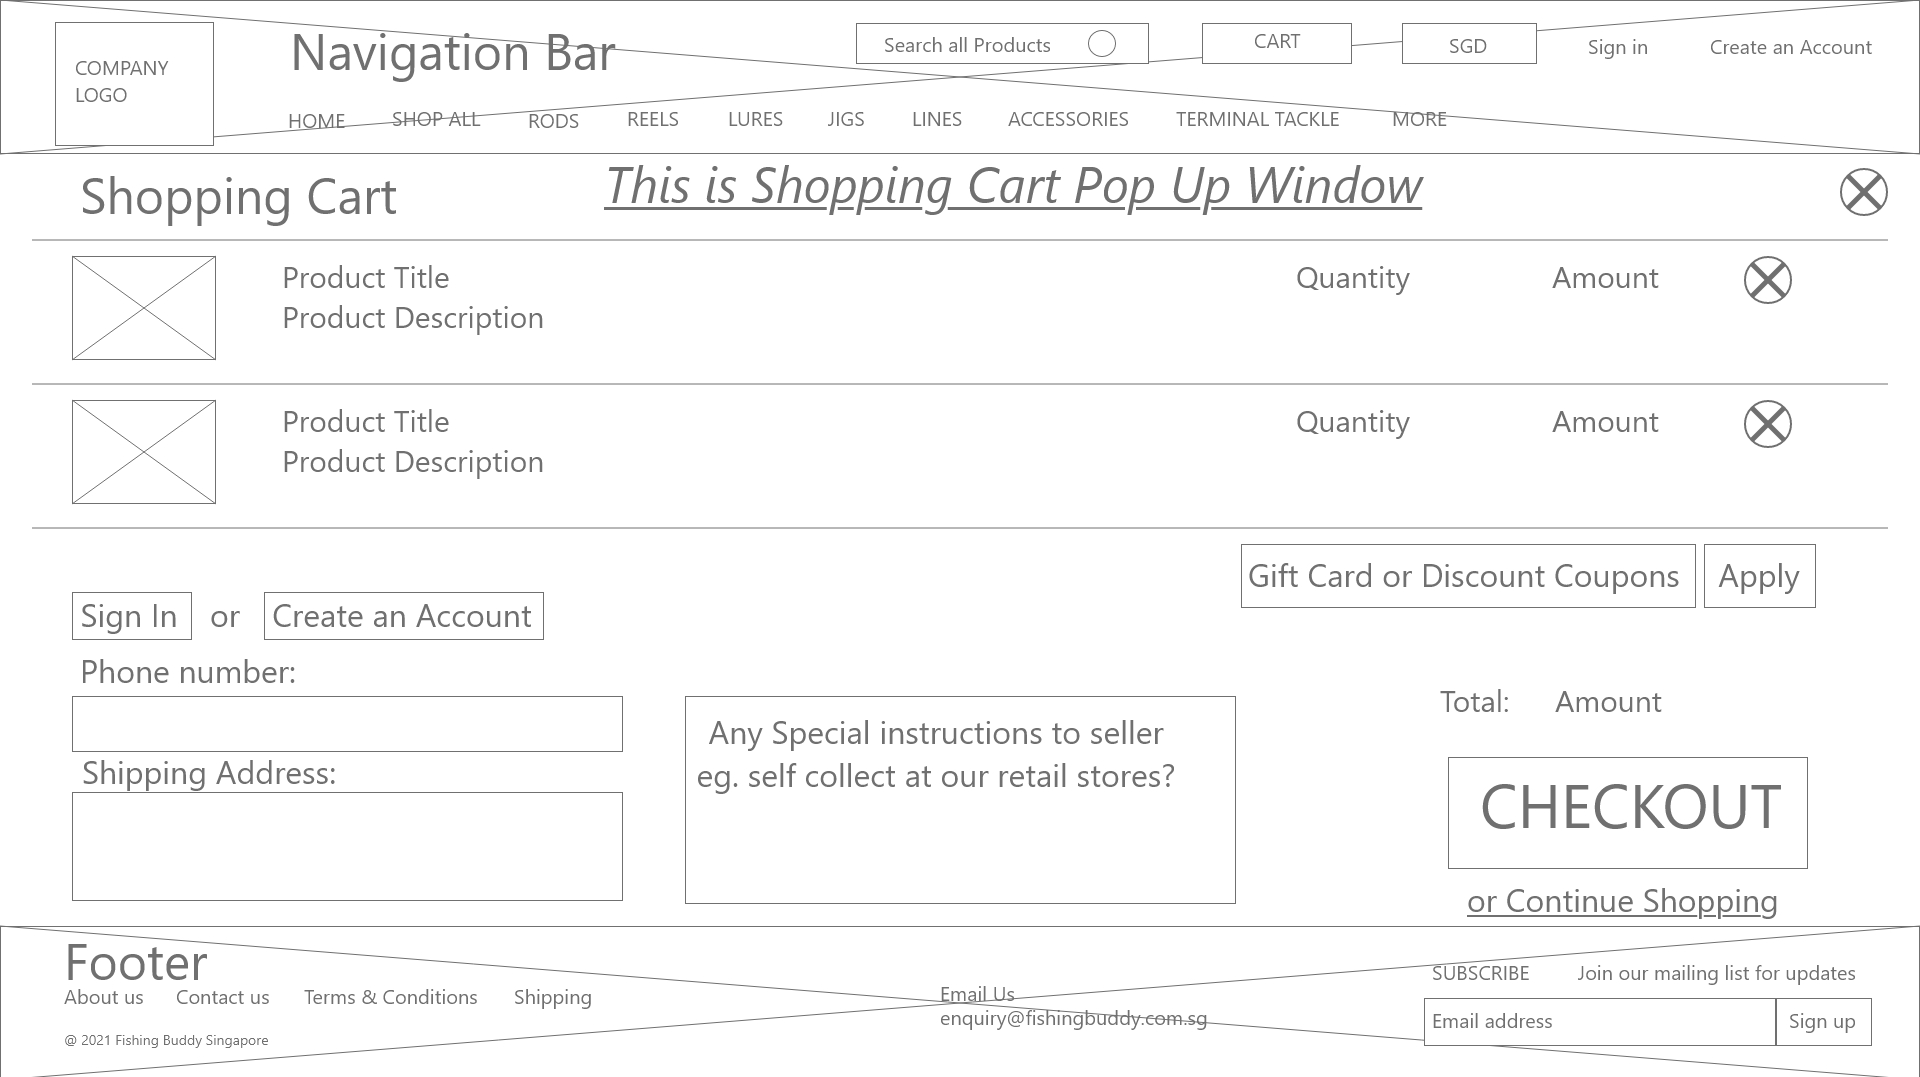 COMPANY
LOGO
Navigation Bar
Search all Products
CART
SGD
Sign in
Create an Account
HOME
SHOP ALL
RODS
REELS
LURES
JIGS
LINES
ACCESSORIES
TERMINAL TACKLE
MORE
Shopping Cart
This is Shopping Cart Pop Up Window
Product Title
Quantity
Amount
Product Description
Product Title
Quantity
Amount
Product Description
Gift Card or Discount Coupons
Apply
Sign In
or
Create an Account
Phone number:
Shipping Address:
Any Special instructions to seller
eg. self collect at our retail stores?
Total:
Amount
CHECKOUT
or Continue Shopping
Footer
About us
Contact us
Terms & Conditions
Shipping
@ 2021 Fishing Buddy Singapore
Email Us
enquiry@fishingbuddy.com.sg
SUBSCRIBE
Join our mailing list for updates
Email address
Sign up